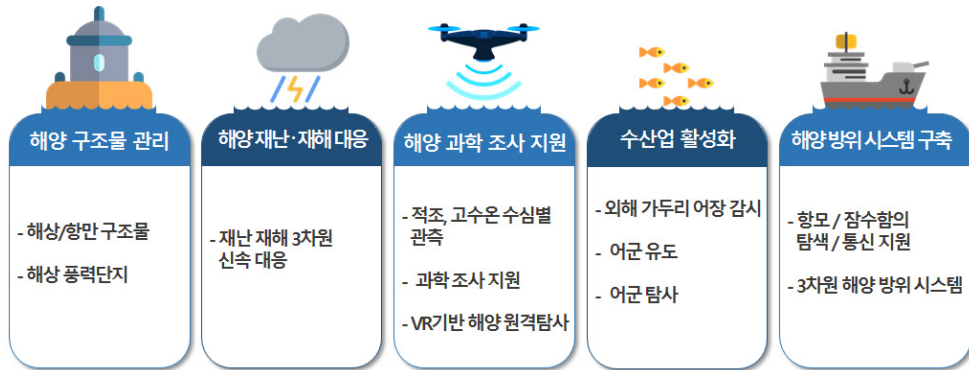 해양 구조물 관리
- 해상/항만 구조물
- 해상 풍력단지
해양 재난·재해 대응
- 재난 재해 3차원
신속 대응
해양 과학 조사 지원
- 적조, 고수온 수심별
관측
- 과학 조사 지원
- VR기반 해양 원격탐사
수산업 활성화
- 외해 가두리 어장 감시
- 어군 유도
- 어군 탐사
해양 방위 시스템 구축
- 항모 / 잠수함의
탐색 / 통신 지원
- 3차원 해양 방위 시스템